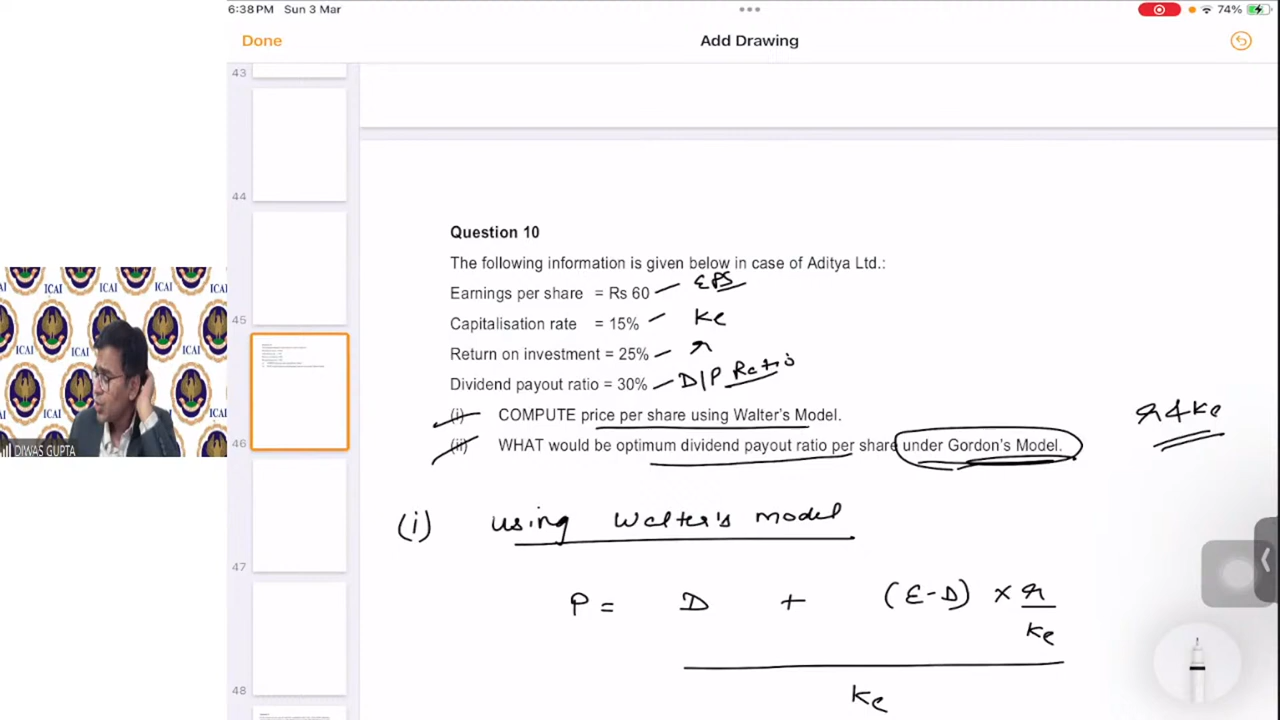 6:38 PM Sun 3 Mar
74%
Done
Add Drawing
43
44
45
46
47
48
Question 10
The following information is given below in case of Aditya Ltd.:
Earnings per share = Rs 60 — EPS
Capitalisation rate = 15% — ke
Return on investment = 25% — r
Dividend payout ratio = 30% — D/P Ratio
(i) COMPUTE price per share using Walter's Model.
(ii) WHAT would be optimum dividend payout ratio per share under Gordon's Model.
r & ke
(i) using Walter's model
P = D + (E-D) × r
ke
ke
ICAI
ICAI
DIWAS GUPTA